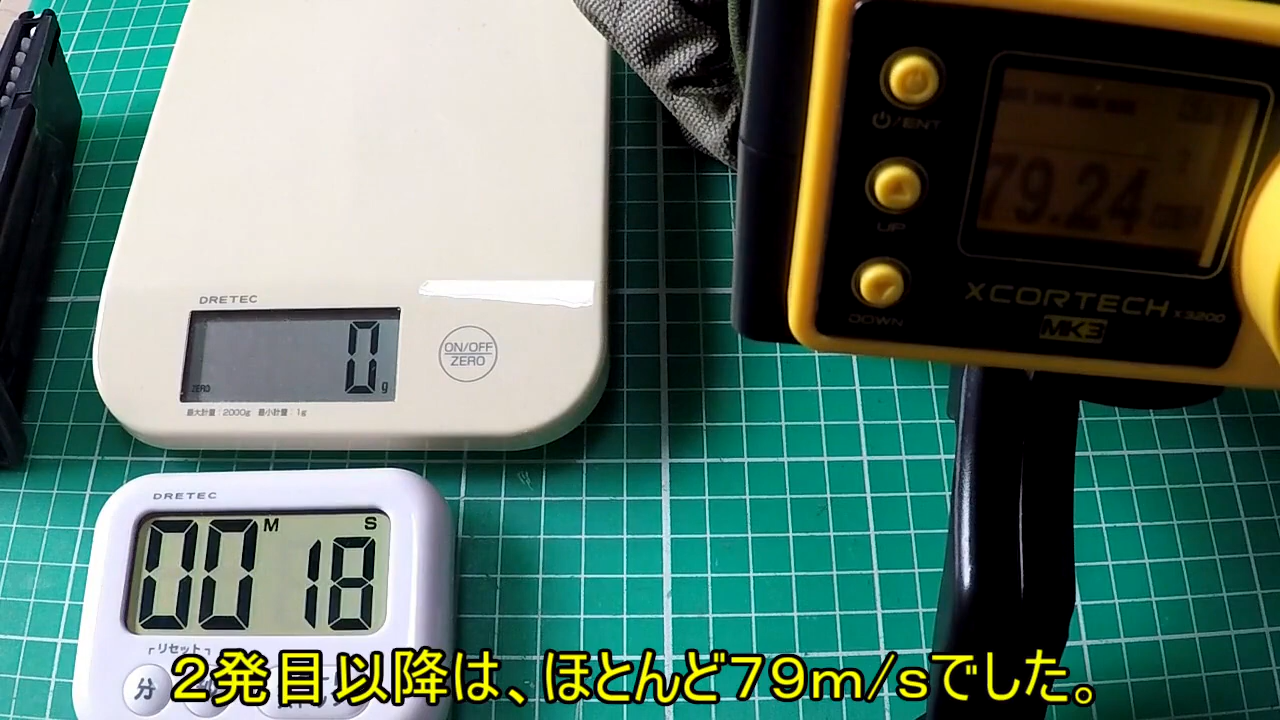 ⏻/ENT
79.24
UP
DOWN
XCORTECH X3200
MK3
DRETEC
0 g
ZERO
ON/OFF
ZERO
最大計量:2000g 最小計量:1g
DRETEC
00 M 18 S
「リセット」
分
2発目以降は、ほとんど79m/sでした。